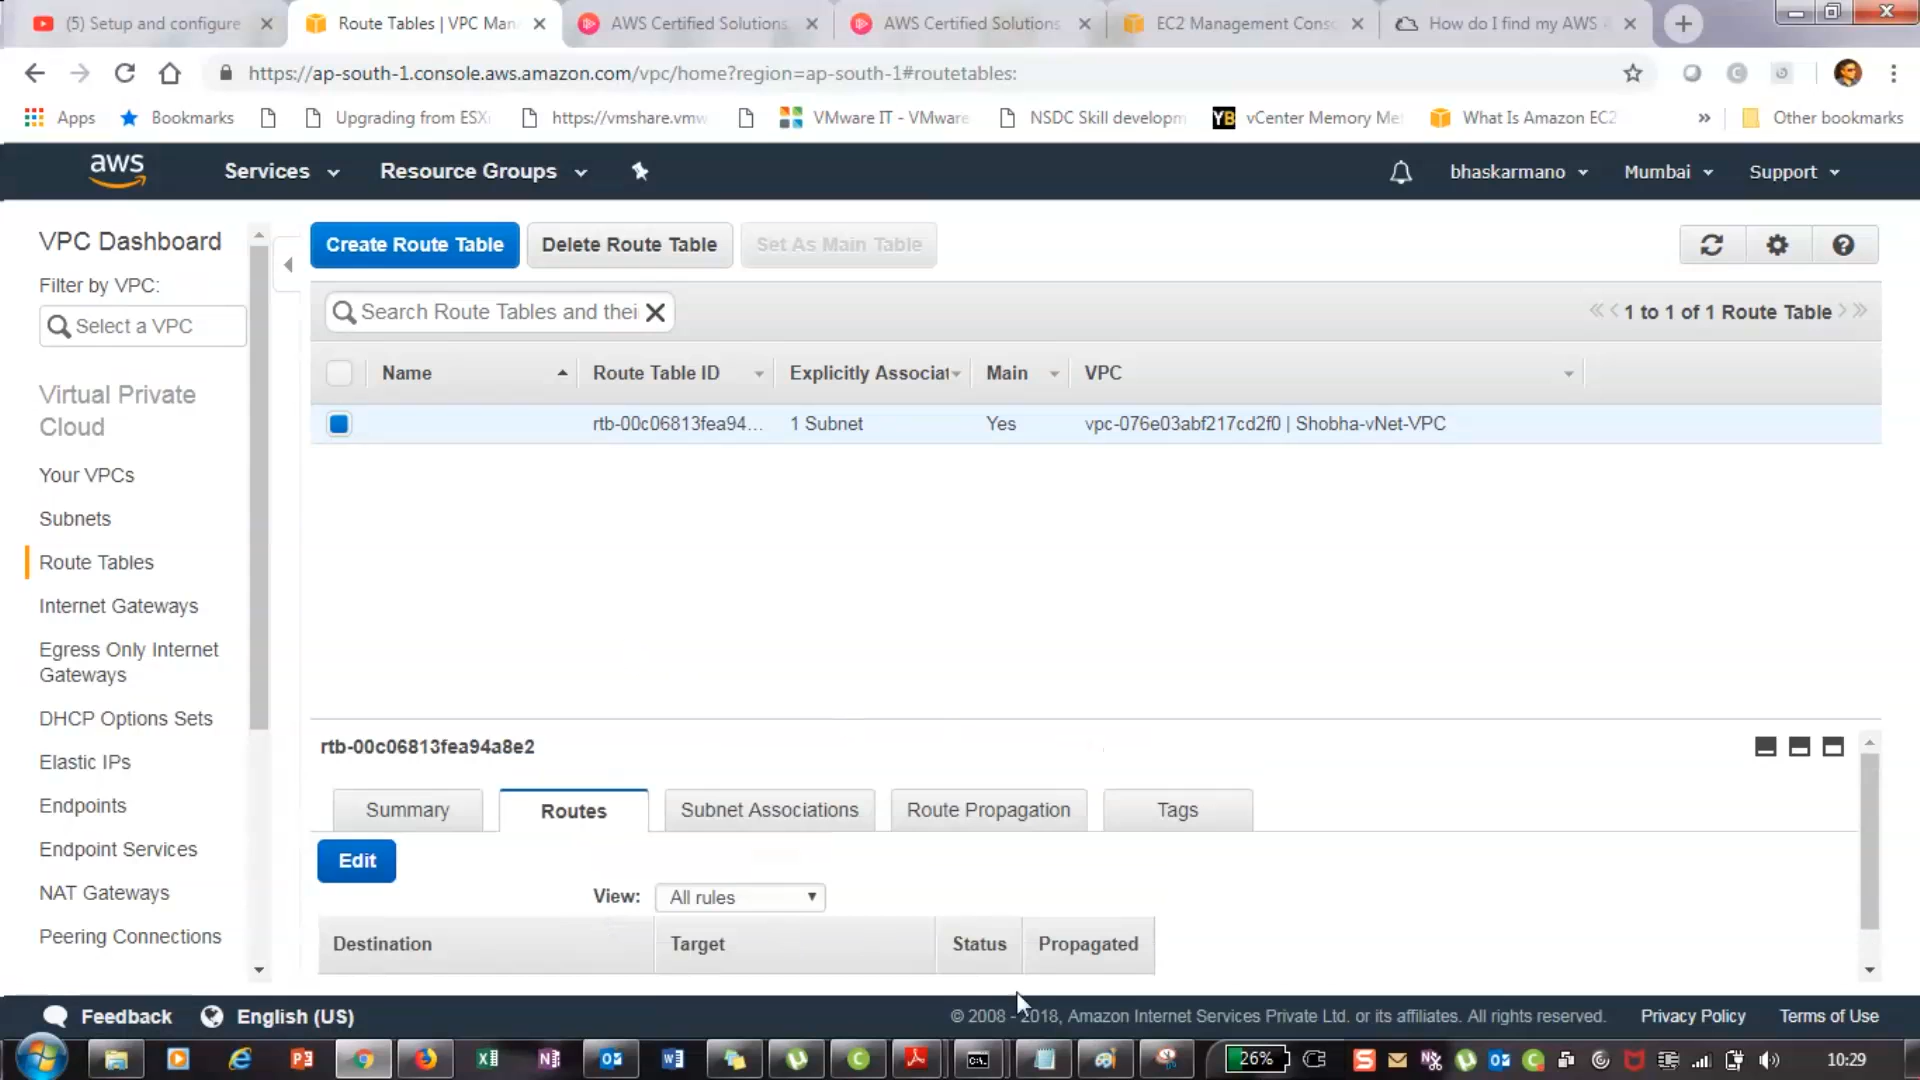 (5) Setup and configure
Route Tables | VPC Man
AWS Certified Solutions
AWS Certified Solutions
EC2 Management Cons
How do I find my AWS
https://ap-south-1.console.aws.amazon.com/vpc/home?region=ap-south-1#routetables:
Apps
Bookmarks
Upgrading from ESXi
https://vmshare.vmw
VMware IT - VMware
NSDC Skill developm
YB
vCenter Memory Me
What Is Amazon EC2
»
Other bookmarks
aws
Services
Resource Groups
bhaskarmano
Mumbai
Support
VPC Dashboard
Filter by VPC:
Select a VPC
Virtual Private
Cloud
Your VPCs
Subnets
Route Tables
Internet Gateways
Egress Only Internet
Gateways
DHCP Options Sets
Elastic IPs
Endpoints
Endpoint Services
NAT Gateways
Peering Connections
Create Route Table
Delete Route Table
Set As Main Table
Search Route Tables and thei
1 to 1 of 1 Route Table
Name
Route Table ID
Explicitly Associat
Main
VPC
rtb-00c06813fea94...
1 Subnet
Yes
vpc-076e03abf217cd2f0 | Shobha-vNet-VPC
rtb-00c06813fea94a8e2
Summary
Routes
Subnet Associations
Route Propagation
Tags
Edit
View:
All rules
Destination
Target
Status
Propagated
Feedback
English (US)
© 2008 - 2018, Amazon Internet Services Private Ltd. or its affiliates. All rights reserved.
Privacy Policy
Terms of Use
26%
10:29